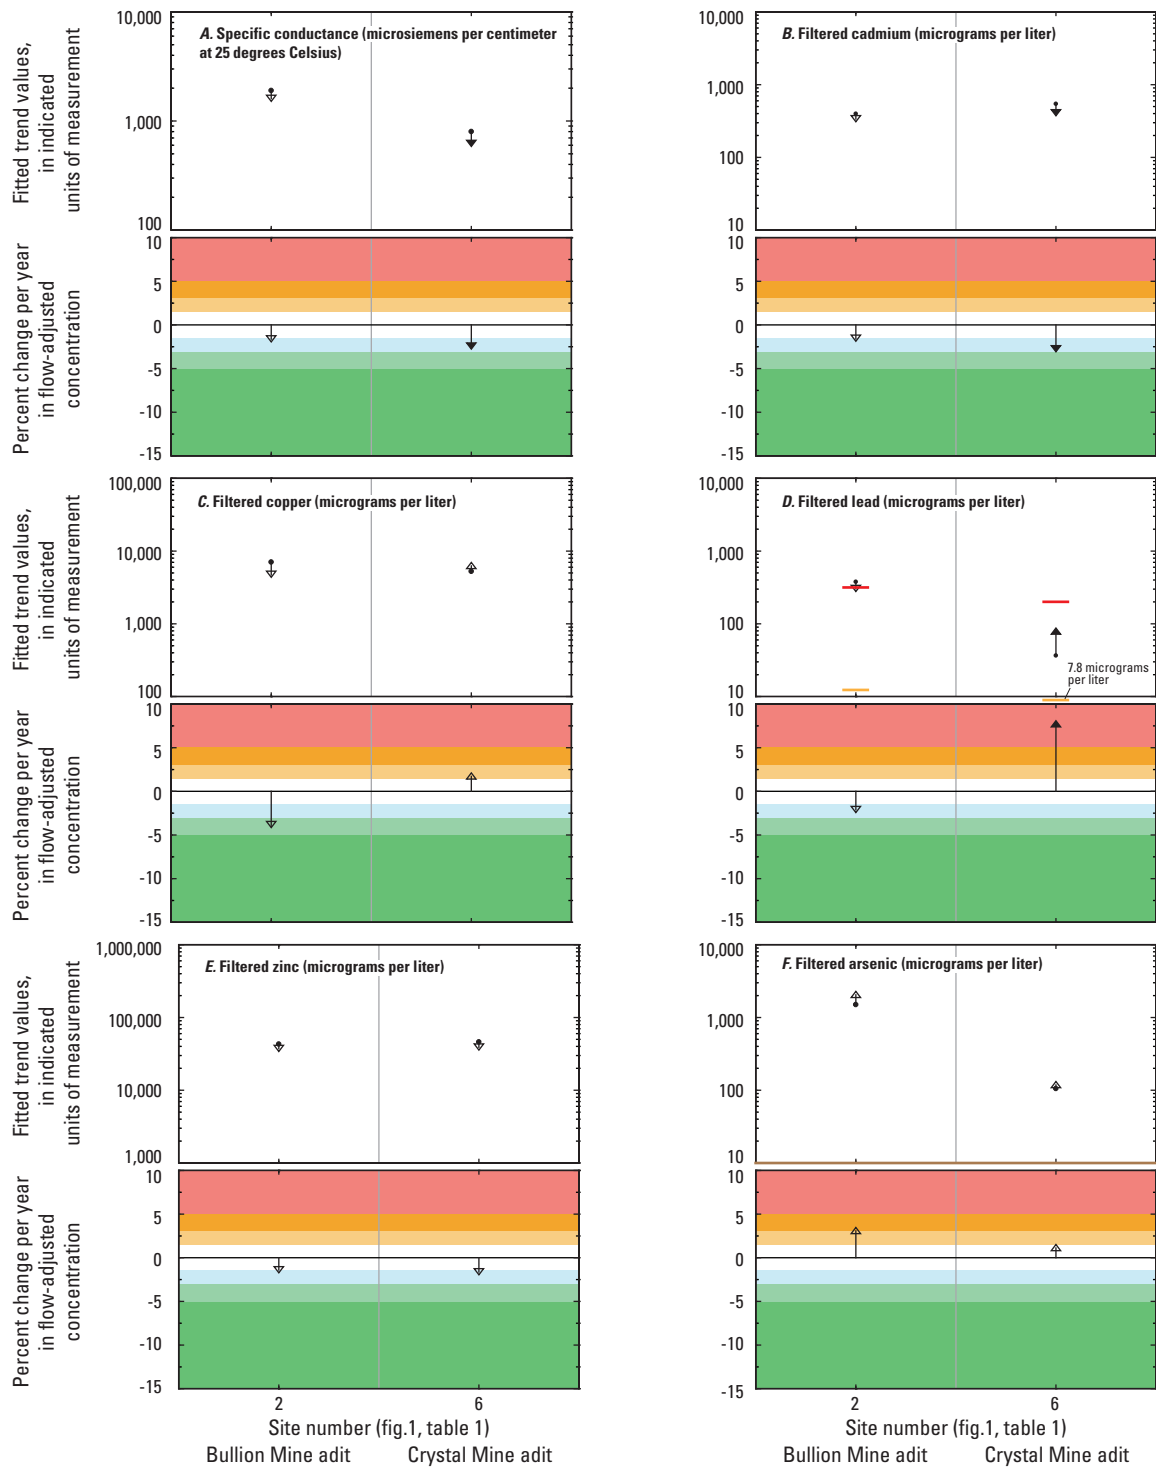 Fitted trend values,
in indicated
units of measurement
10,000
1,000
100
A. Specific conductance (microsiemens per centimeter
at 25 degrees Celsius)
10,000
1,000
100
10
B. Filtered cadmium (micrograms per liter)
Percent change per year
in flow-adjusted
concentration
10
5
0
-5
-10
-15
10
5
0
-5
-10
-15
Fitted trend values,
in indicated
units of measurement
100,000
10,000
1,000
100
C. Filtered copper (micrograms per liter)
10,000
1,000
100
10
D. Filtered lead (micrograms per liter)
7.8 micrograms
per liter
Percent change per year
in flow-adjusted
concentration
10
5
0
-5
-10
-15
10
5
0
-5
-10
-15
Fitted trend values,
in indicated
units of measurement
1,000,000
100,000
10,000
1,000
E. Filtered zinc (micrograms per liter)
10,000
1,000
100
10
F. Filtered arsenic (micrograms per liter)
Percent change per year
in flow-adjusted
concentration
10
5
0
-5
-10
-15
10
5
0
-5
-10
-15
2 6
Site number (fig.1, table 1)
Bullion Mine adit Crystal Mine adit
2 6
Site number (fig.1, table 1)
Bullion Mine adit Crystal Mine adit